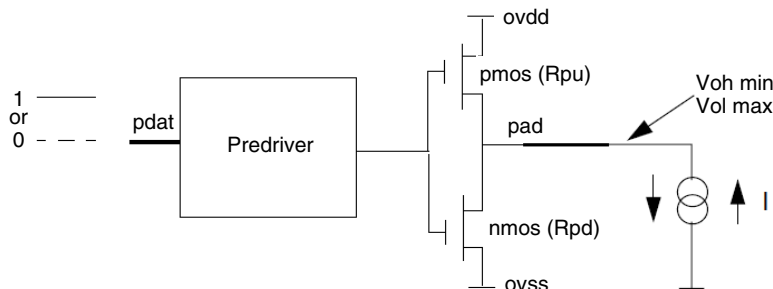 ovdd
pmos (Rpu)
Voh min
Vol max
1
or
0
pdat
Predriver
pad
I
nmos (Rpd)
ovss